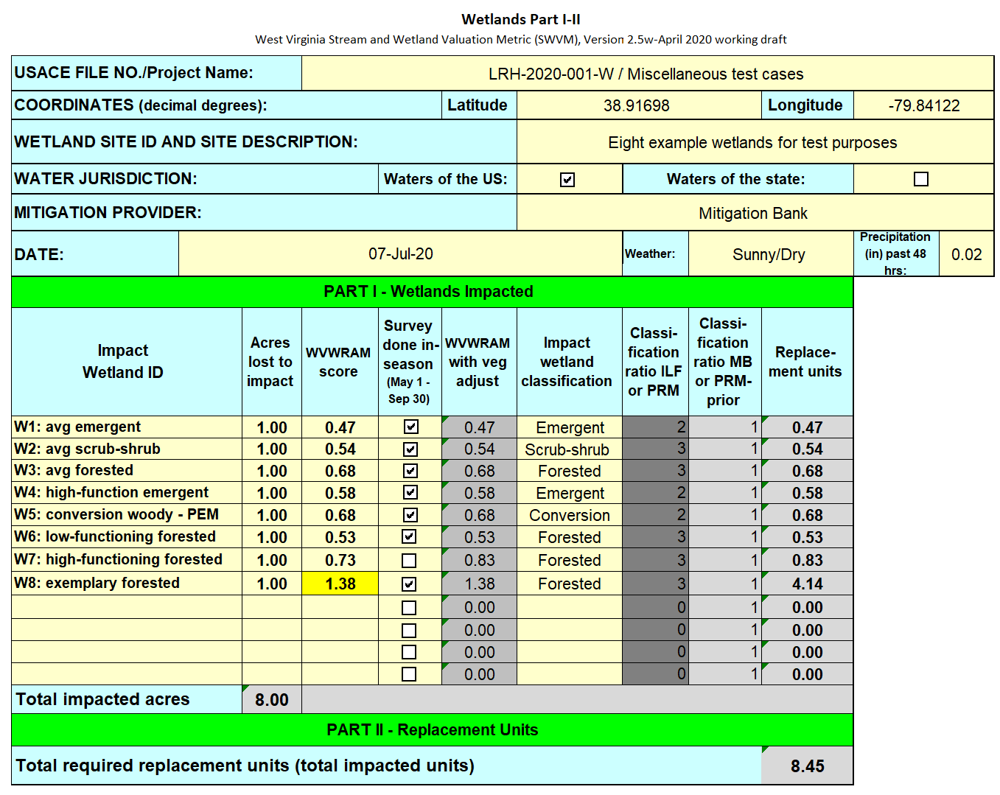 Wetlands Part I-II
West Virginia Stream and Wetland Valuation Metric (SWVM), Version 2.5w-April 2020 working draft
USACE FILE NO./Project Name: LRH-2020-001-W / Miscellaneous test cases
COORDINATES (decimal degrees): Latitude 38.91698 Longitude -79.84122
WETLAND SITE ID AND SITE DESCRIPTION: Eight example wetlands for test purposes
WATER JURISDICTION: Waters of the US: Waters of the state:
MITIGATION PROVIDER: Mitigation Bank
DATE: 07-Jul-20 Weather: Sunny/Dry
Precipitation
(in) past 48
hrs:
0.02
PART I - Wetlands Impacted
Impact
Wetland ID
Acres
lost to
impact
WVWRAM
score
Survey
done in-
season
(May 1 -
Sep 30)
WVWRAM
with veg
adjust
Impact
wetland
classification
Classi-
fication
ratio ILF
or PRM
Classi-
fication
ratio MB
or PRM-
prior
Replace-
ment units
W1: avg emergent 1.00 0.47 0.47 Emergent 2 1 0.47
W2: avg scrub-shrub 1.00 0.54 0.54 Scrub-shrub 3 1 0.54
W3: avg forested 1.00 0.68 0.68 Forested 3 1 0.68
W4: high-function emergent 1.00 0.58 0.58 Emergent 2 1 0.58
W5: conversion woody - PEM 1.00 0.68 0.68 Conversion 2 1 0.68
W6: low-functioning forested 1.00 0.53 0.53 Forested 3 1 0.53
W7: high-functioning forested 1.00 0.73 0.83 Forested 3 1 0.83
W8: exemplary forested 1.00 1.38 1.38 Forested 3 1 4.14
0.00 0 1 0.00
0.00 0 1 0.00
0.00 0 1 0.00
0.00 0 1 0.00
Total impacted acres 8.00
PART II - Replacement Units
Total required replacement units (total impacted units) 8.45